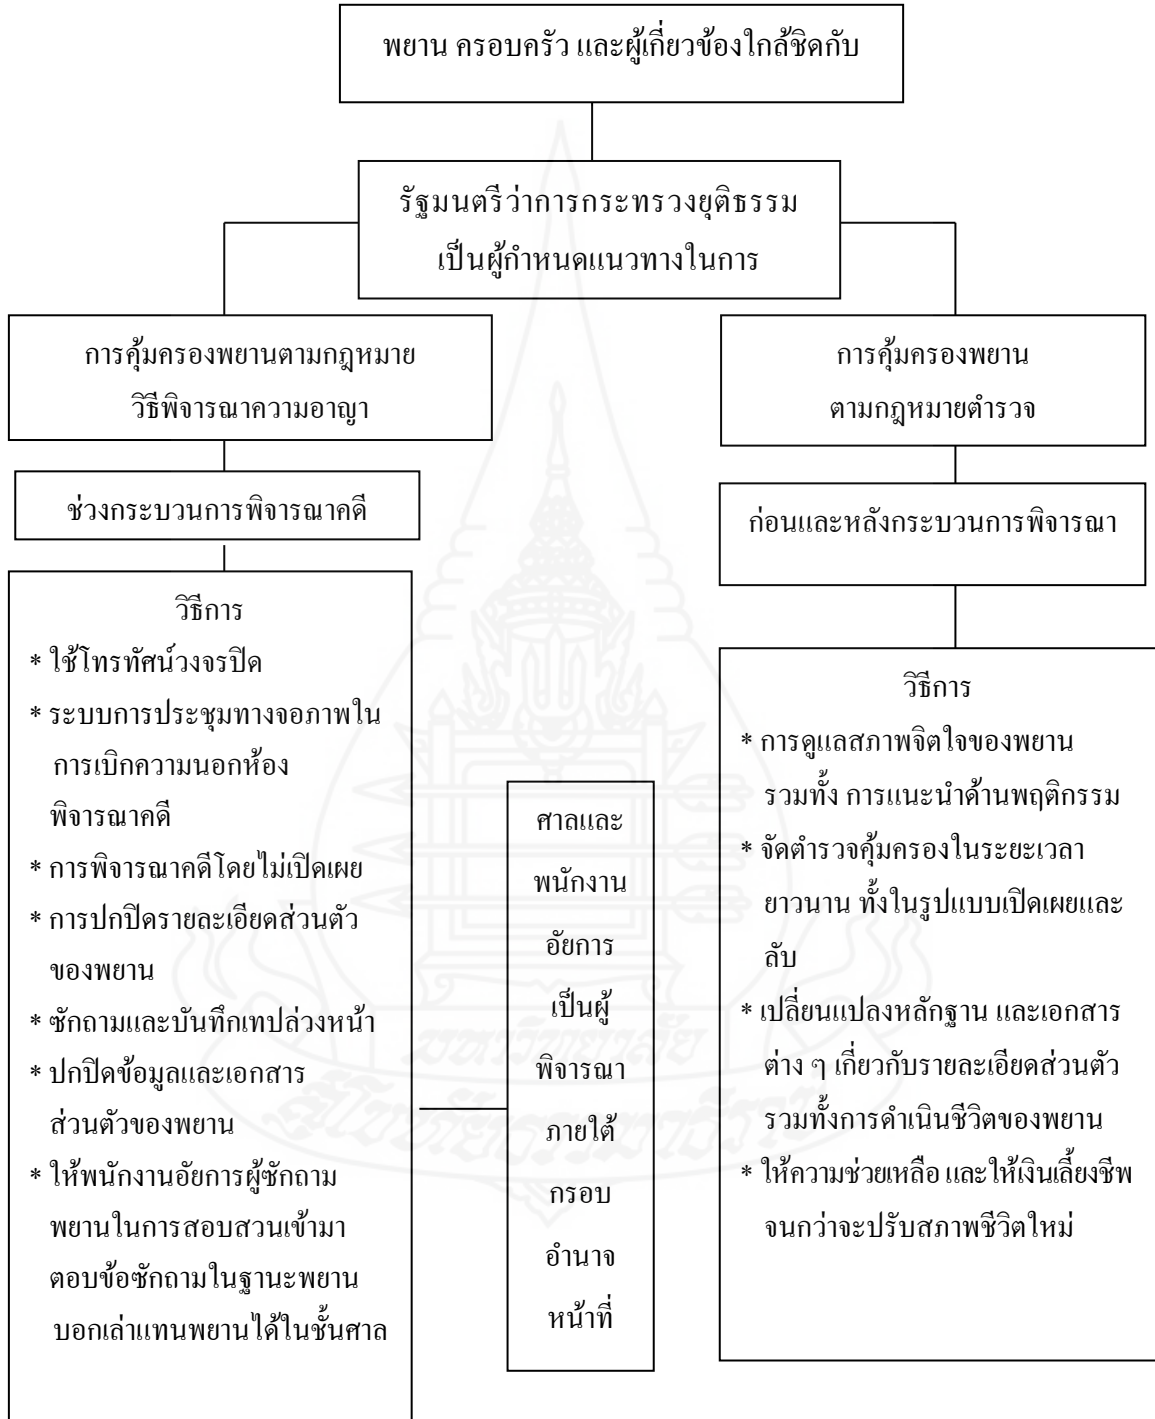 พยาน ครอบครัว และผู้เกี่ยวข้องใกล้ชิดกับ
รัฐมนตรีว่าการกระทรวงยุติธรรม
เป็นผู้กำหนดแนวทางในการ
การคุ้มครองพยานตามกฎหมาย
วิธีพิจารณาความอาญา
ช่วงกระบวนการพิจารณาคดี
วิธีการ
* ใช้โทรทัศน์วงจรปิด
* ระบบการประชุมทางจอภาพใน
การเบิกความนอกห้อง
พิจารณาคดี
* การพิจารณาคดีโดยไม่เปิดเผย
* การปกปิดรายละเอียดส่วนตัว
ของพยาน
* ซักถามและบันทึกเทปล่วงหน้า
* ปกปิดข้อมูลและเอกสาร
ส่วนตัวของพยาน
* ให้พนักงานอัยการผู้ซักถาม
พยานในการสอบสวนเข้ามา
ตอบข้อซักถามในฐานะพยาน
บอกเล่าแทนพยานได้ในชั้นศาล
ศาลและ
พนักงาน
อัยการ
เป็นผู้
พิจารณา
ภายใต้
กรอบ
อำนาจ
หน้าที่
การคุ้มครองพยาน
ตามกฎหมายตำรวจ
ก่อนและหลังกระบวนการพิจารณา
วิธีการ
* การดูแลสภาพจิตใจของพยาน
รวมทั้ง การแนะนำด้านพฤติกรรม
* จัดตำรวจคุ้มครองในระยะเวลา
ยาวนาน ทั้งในรูปแบบเปิดเผยและ
ลับ
* เปลี่ยนแปลงหลักฐาน และเอกสาร
ต่าง ๆ เกี่ยวกับรายละเอียดส่วนตัว
รวมทั้งการดำเนินชีวิตของพยาน
* ให้ความช่วยเหลือ และให้เงินเลี้ยงชีพ
จนกว่าจะปรับสภาพชีวิตใหม่
มหาวิทยาลัย
สุโขทัยธรรมาธิราช